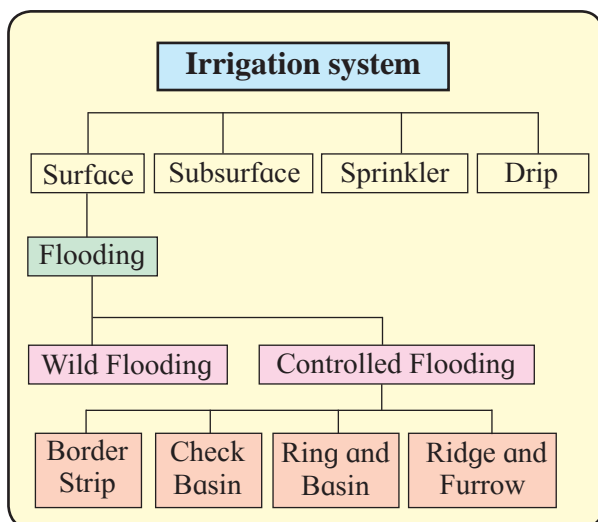 Irrigation system
Surface
Subsurface
Sprinkler
Drip
Flooding
Wild Flooding
Controlled Flooding
Border
Strip
Check
Basin
Ring and
Basin
Ridge and
Furrow